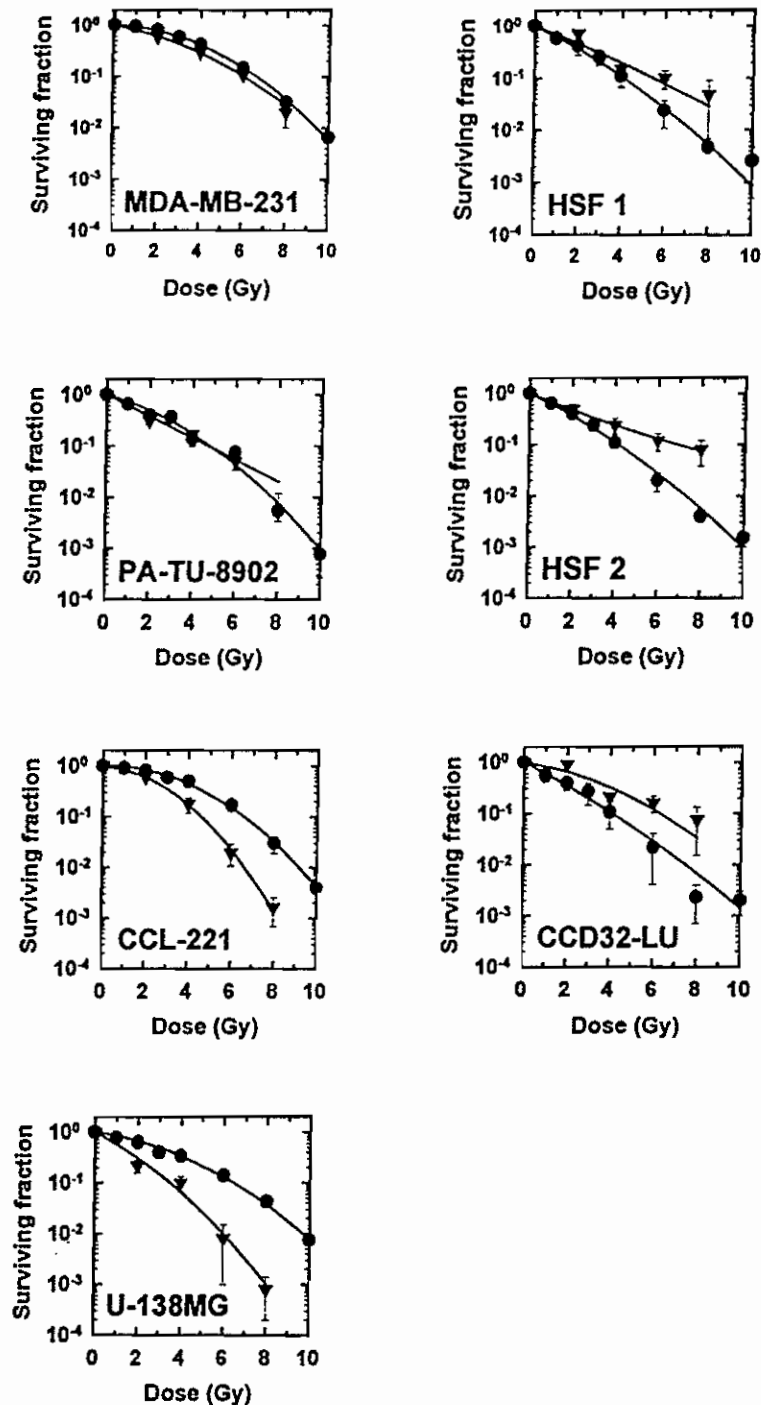 Surviving fraction
10⁰
10⁻¹
10⁻²
10⁻³
10⁻⁴
MDA-MB-231
0 2 4 6 8 10
Dose (Gy)
Surviving fraction
10⁰
10⁻¹
10⁻²
10⁻³
10⁻⁴
HSF 1
0 2 4 6 8 10
Dose (Gy)
Surviving fraction
10⁰
10⁻¹
10⁻²
10⁻³
10⁻⁴
PA-TU-8902
0 2 4 6 8 10
Dose (Gy)
Surviving fraction
10⁰
10⁻¹
10⁻²
10⁻³
10⁻⁴
HSF 2
0 2 4 6 8 10
Dose (Gy)
Surviving fraction
10⁰
10⁻¹
10⁻²
10⁻³
10⁻⁴
CCL-221
0 2 4 6 8 10
Dose (Gy)
Surviving fraction
10⁰
10⁻¹
10⁻²
10⁻³
10⁻⁴
CCD32-LU
0 2 4 6 8 10
Dose (Gy)
Surviving fraction
10⁰
10⁻¹
10⁻²
10⁻³
10⁻⁴
U-138MG
0 2 4 6 8 10
Dose (Gy)